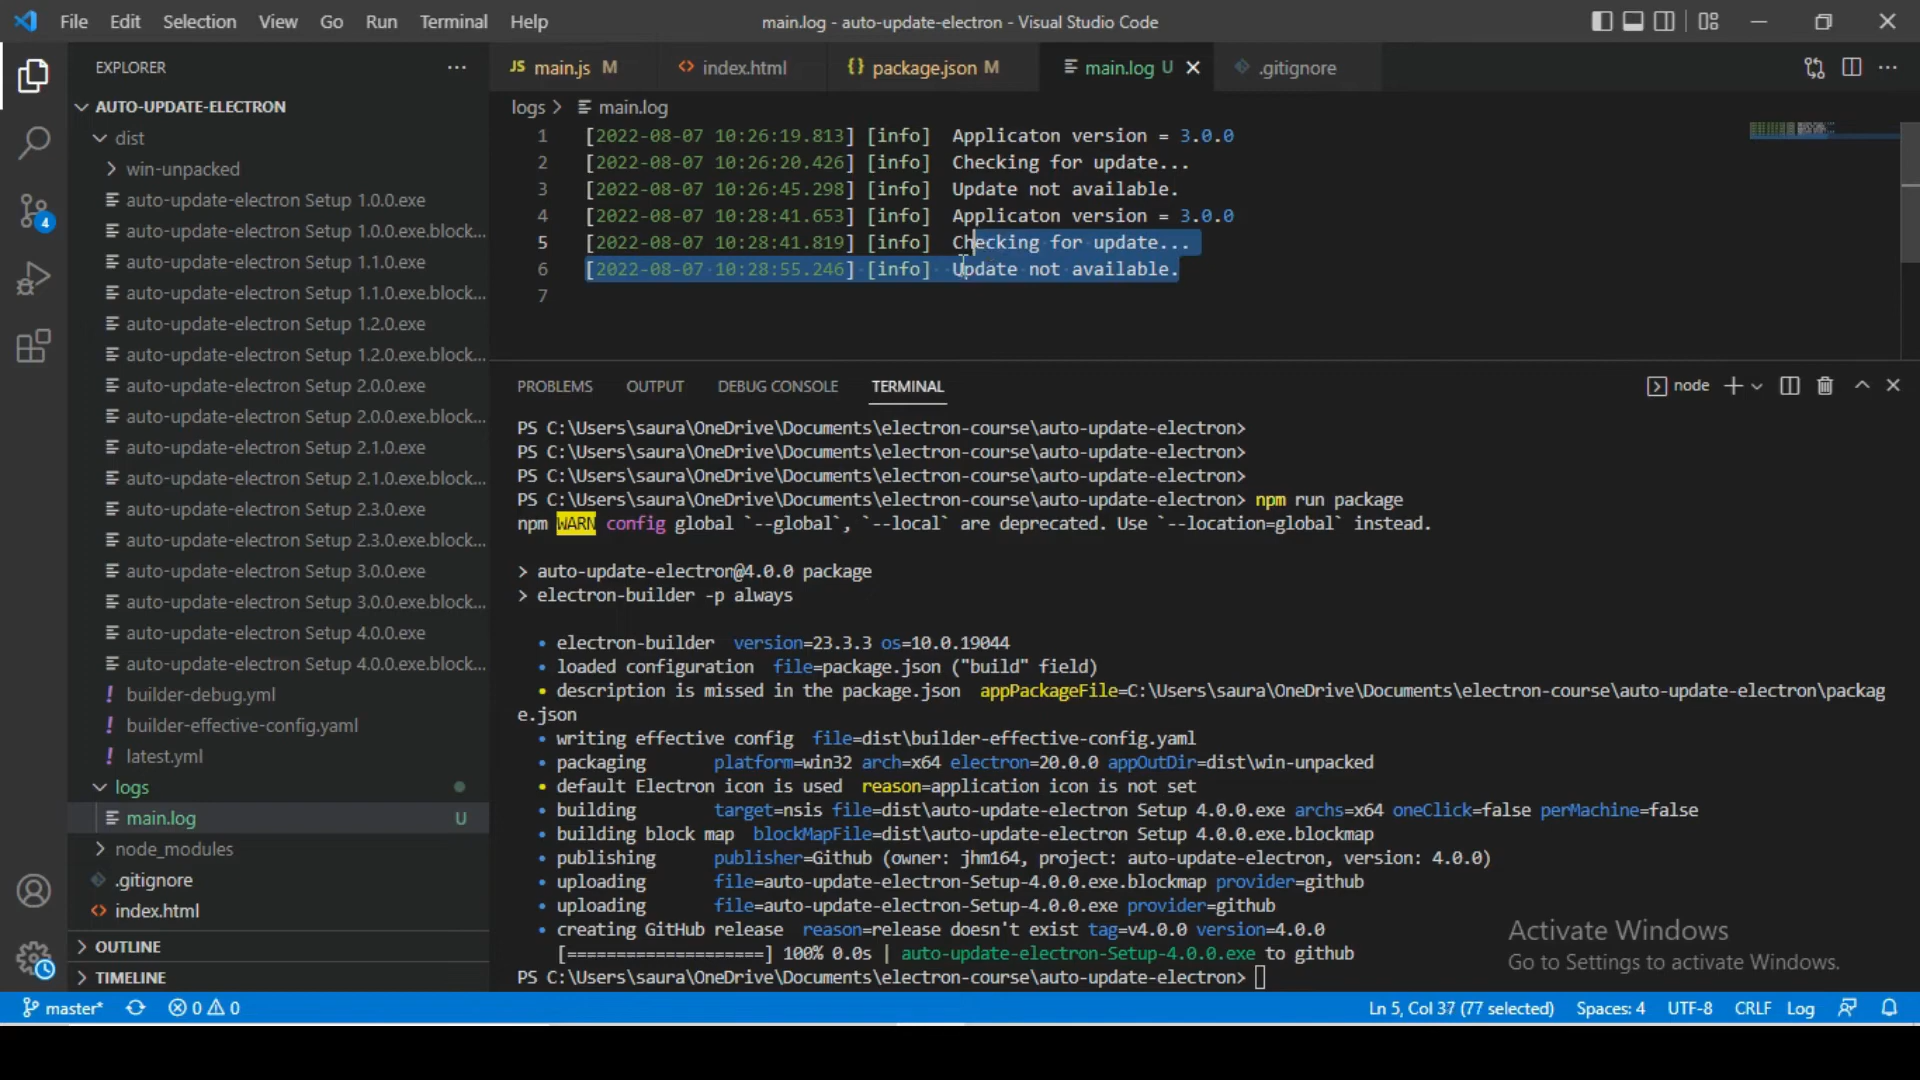 File Edit Selection View Go Run Terminal Help
main.log - auto-update-electron - Visual Studio Code
EXPLORER
AUTO-UPDATE-ELECTRON
dist
win-unpacked
auto-update-electron Setup 1.0.0.exe
auto-update-electron Setup 1.0.0.exe.block...
auto-update-electron Setup 1.1.0.exe
auto-update-electron Setup 1.1.0.exe.block...
auto-update-electron Setup 1.2.0.exe
auto-update-electron Setup 1.2.0.exe.block...
auto-update-electron Setup 2.0.0.exe
auto-update-electron Setup 2.0.0.exe.block...
auto-update-electron Setup 2.1.0.exe
auto-update-electron Setup 2.1.0.exe.block...
auto-update-electron Setup 2.3.0.exe
auto-update-electron Setup 2.3.0.exe.block...
auto-update-electron Setup 3.0.0.exe
auto-update-electron Setup 3.0.0.exe.block...
auto-update-electron Setup 4.0.0.exe
auto-update-electron Setup 4.0.0.exe.block...
! builder-debug.yml
! builder-effective-config.yaml
! latest.yml
logs
main.log U
node_modules
.gitignore
<> index.html
OUTLINE
TIMELINE
4
JS main.js M
<> index.html
{} package.json M
main.log U
.gitignore
logs > main.log
1 [2022-08-07 10:26:19.813] [info] Applicaton version = 3.0.0
2 [2022-08-07 10:26:20.426] [info] Checking for update...
3 [2022-08-07 10:26:45.298] [info] Update not available.
4 [2022-08-07 10:28:41.653] [info] Applicaton version = 3.0.0
5 [2022-08-07 10:28:41.819] [info] Checking for update...
6 [2022-08-07 10:28:55.246] [info] Update not available.
7
PROBLEMS OUTPUT DEBUG CONSOLE TERMINAL
node
PS C:\Users\saura\OneDrive\Documents\electron-course\auto-update-electron>
PS C:\Users\saura\OneDrive\Documents\electron-course\auto-update-electron>
PS C:\Users\saura\OneDrive\Documents\electron-course\auto-update-electron>
PS C:\Users\saura\OneDrive\Documents\electron-course\auto-update-electron> npm run package
npm WARN config global `--global`, `--local` are deprecated. Use `--location=global` instead.
> auto-update-electron@4.0.0 package
> electron-builder -p always
• electron-builder version=23.3.3 os=10.0.19044
• loaded configuration file=package.json ("build" field)
• description is missed in the package.json appPackageFile=C:\Users\saura\OneDrive\Documents\electron-course\auto-update-electron\packag
e.json
• writing effective config file=dist\builder-effective-config.yaml
• packaging platform=win32 arch=x64 electron=20.0.0 appOutDir=dist\win-unpacked
• default Electron icon is used reason=application icon is not set
• building target=nsis file=dist\auto-update-electron Setup 4.0.0.exe archs=x64 oneClick=false perMachine=false
• building block map blockMapFile=dist\auto-update-electron Setup 4.0.0.exe.blockmap
• publishing publisher=Github (owner: jhm164, project: auto-update-electron, version: 4.0.0)
• uploading file=auto-update-electron-Setup-4.0.0.exe.blockmap provider=github
• uploading file=auto-update-electron-Setup-4.0.0.exe provider=github
• creating GitHub release reason=release doesn't exist tag=v4.0.0 version=4.0.0
[====================] 100% 0.0s | auto-update-electron-Setup-4.0.0.exe to github
PS C:\Users\saura\OneDrive\Documents\electron-course\auto-update-electron>
Activate Windows
Go to Settings to activate Windows.
master* 0 0
Ln 5, Col 37 (77 selected) Spaces: 4 UTF-8 CRLF Log